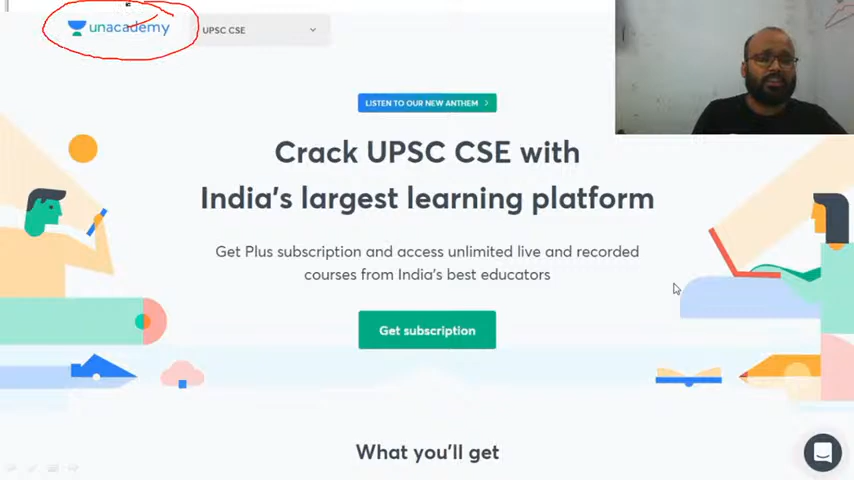 unacademy
UPSC CSE
LISTEN TO OUR NEW ANTHEM
Crack UPSC CSE with
India's largest learning platform
Get Plus subscription and access unlimited live and recorded
courses from India's best educators
Get subscription
What you'll get